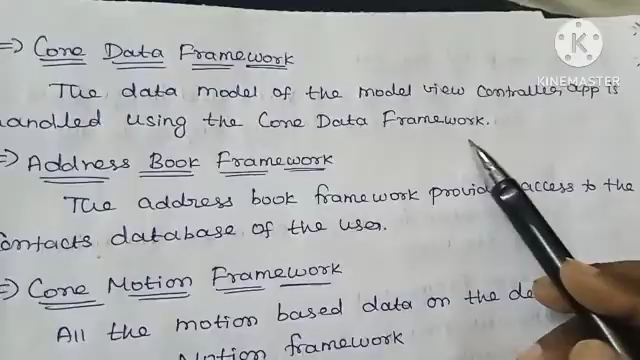 => Core Data Framework
The data model of the model view controller app is
handled using the Core Data Framework.
=> Address Book Framework
The address book framework access to the
contacts database of the user.
=> Core Motion Framework
All the motion based data on the
Motion framework
KINEMASTER